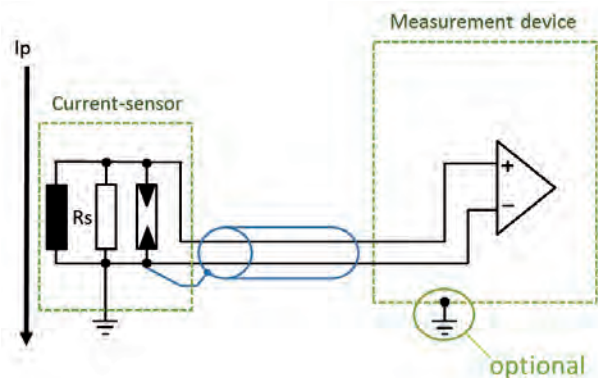 Measurement device
Ip
Current-sensor
Rs
+
−
optional